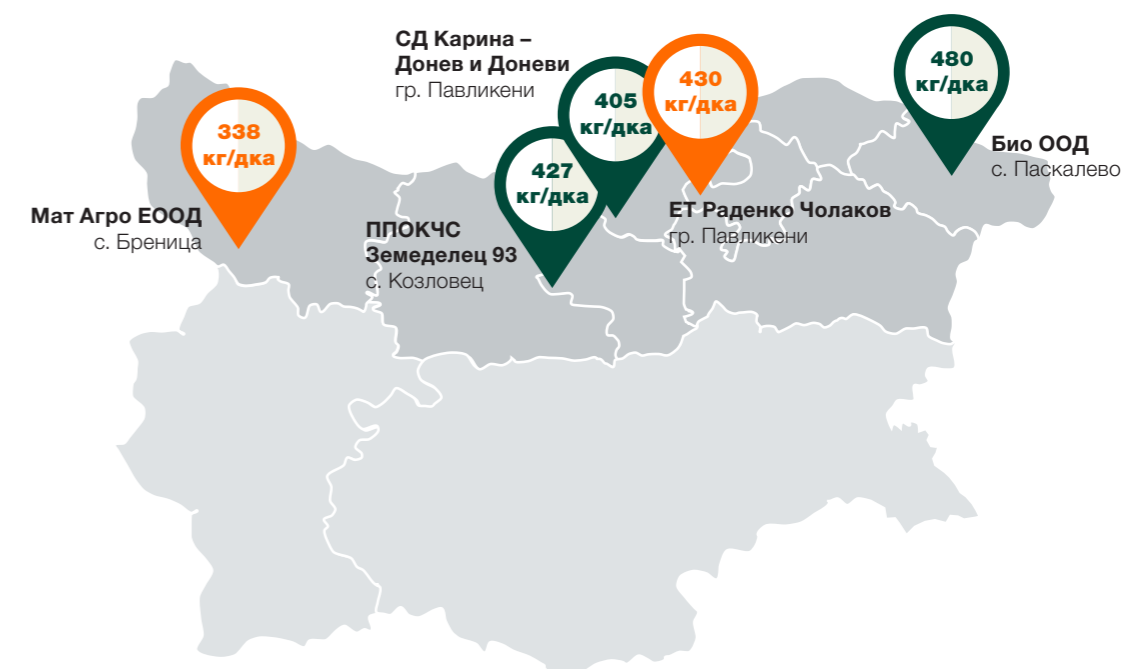 338
кг/дка
Мат Агро ЕООД
с. Бреница
427
кг/дка
ППОКЧС
Земеделец 93
с. Козловец
СД Карина –
Донев и Доневи
гр. Павликени
405
кг/дка
430
кг/дка
ЕТ Раденко Чолаков
гр. Павликени
480
кг/дка
Био ООД
с. Паскалево